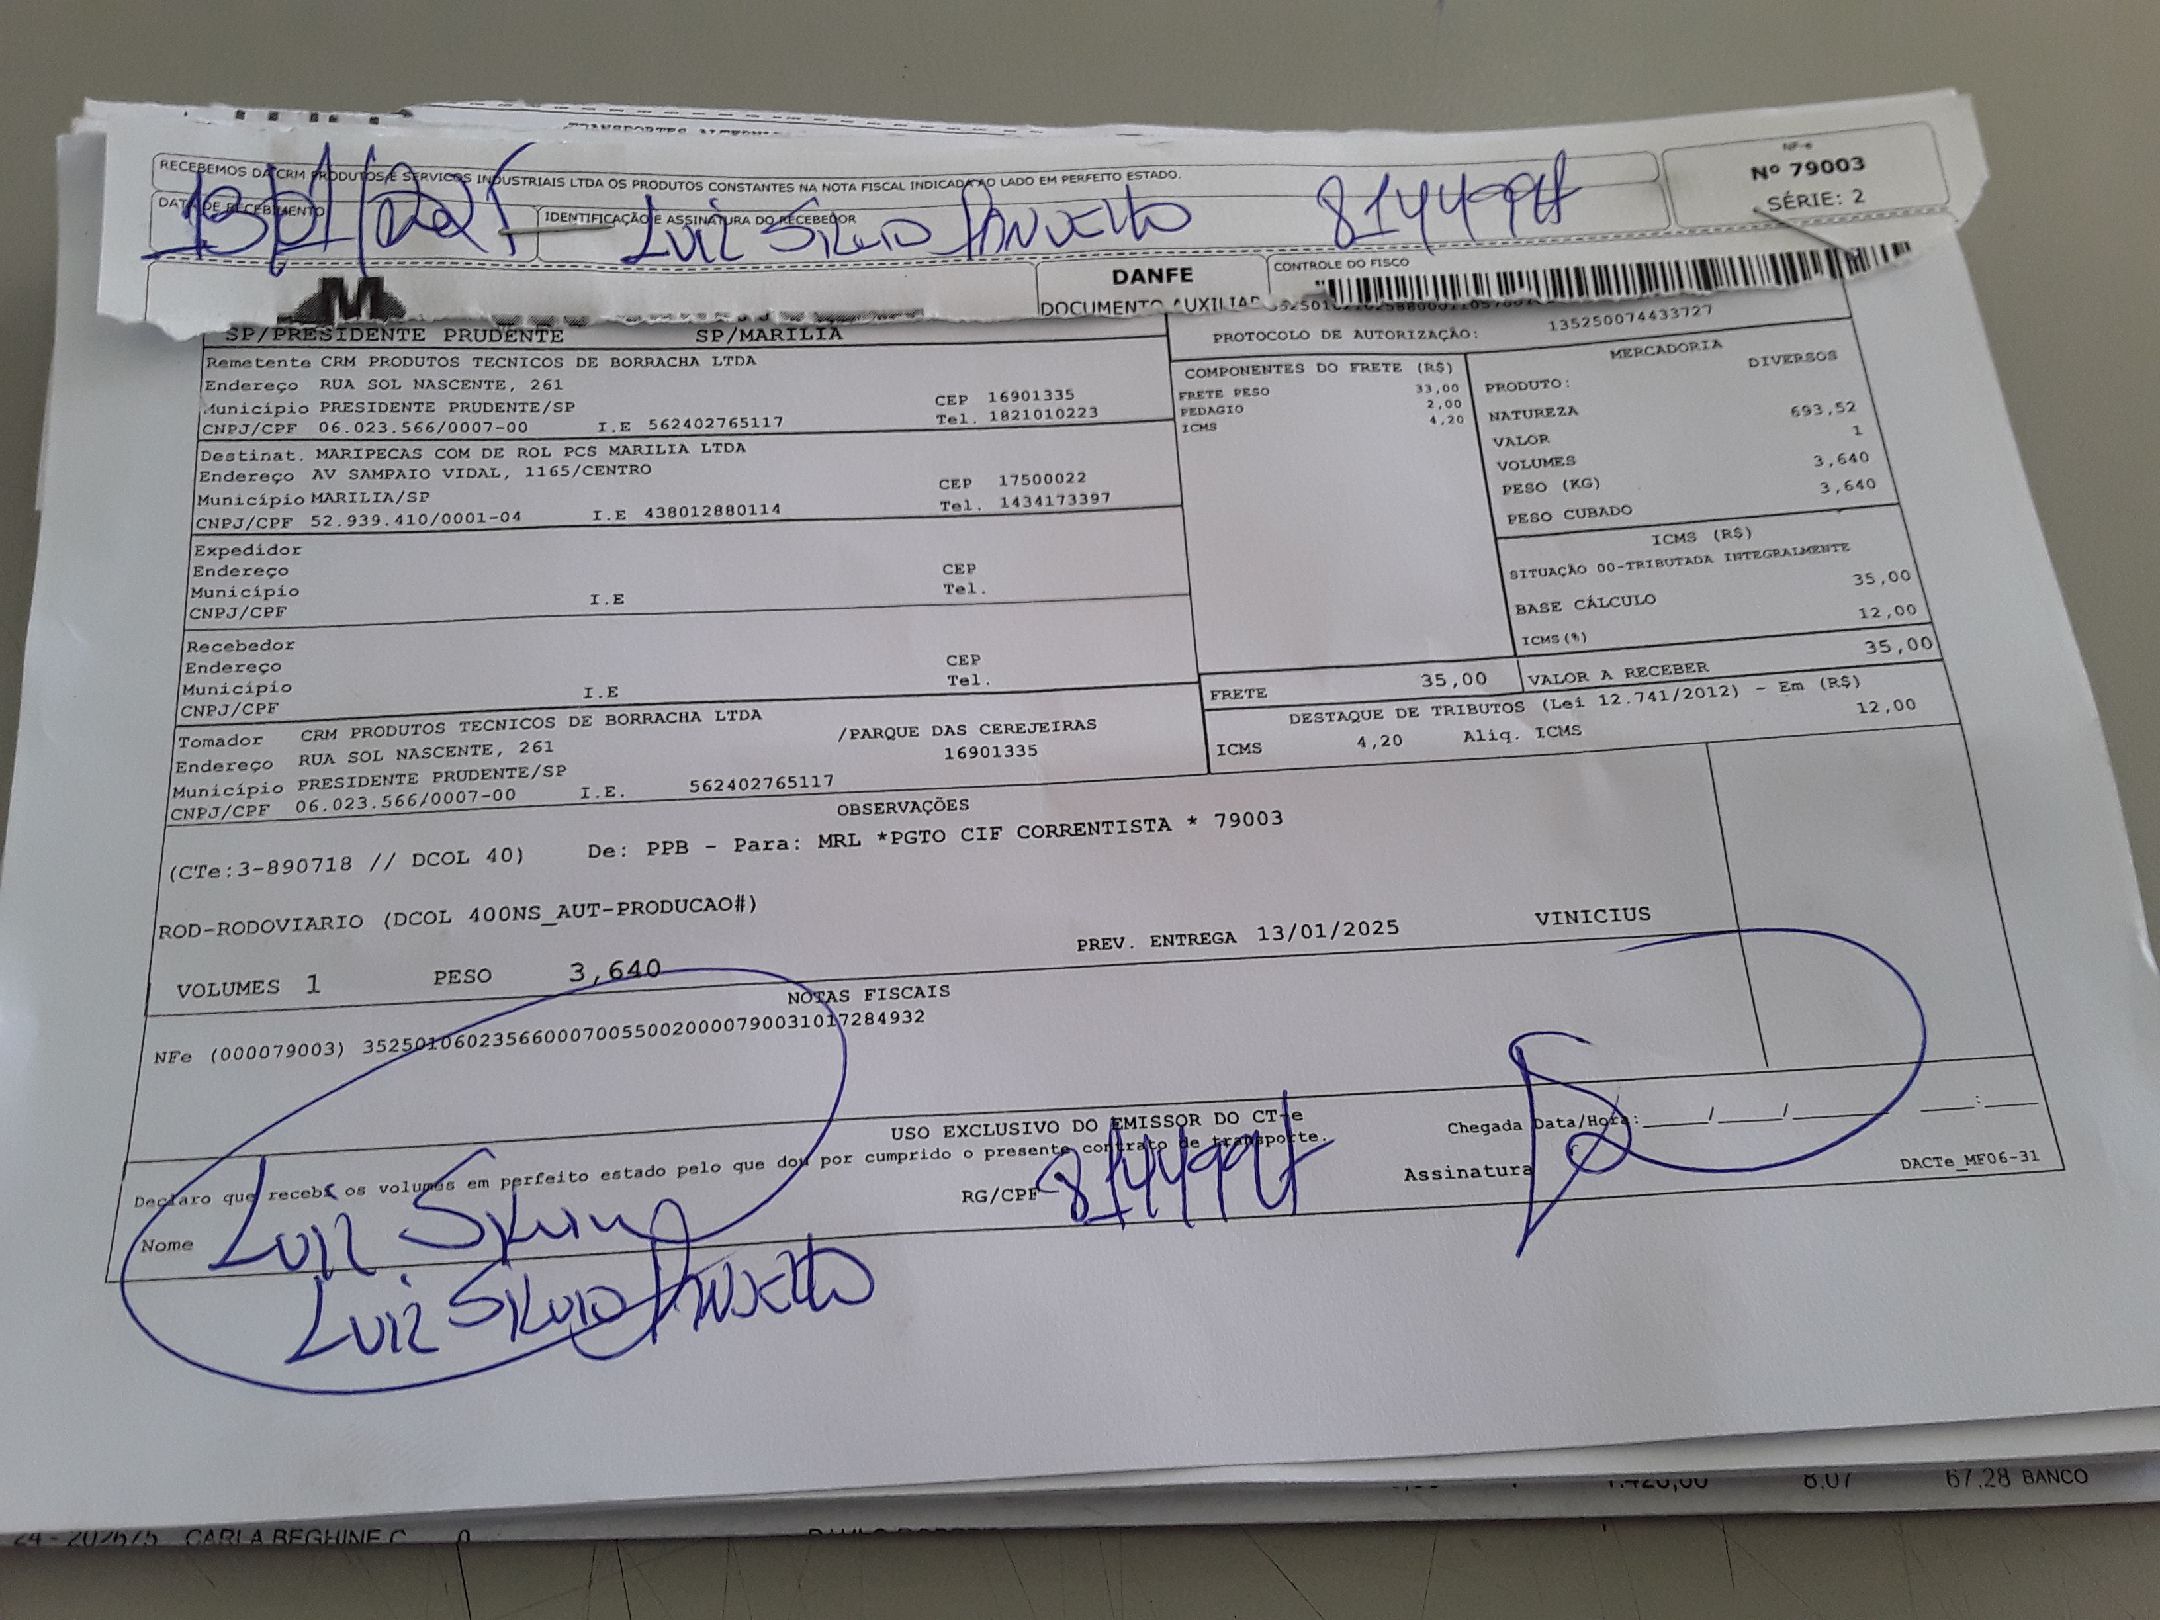 RECEBEMOS DA CRM PRODUTOS E SERVICOS INDUSTRIAIS LTDA OS PRODUTOS CONSTANTES NA NOTA FISCAL INDICADA AO LADO EM PERFEITO ESTADO.
NF-e
Nº 79003
SÉRIE: 2
DATA DE RECEBIMENTO
IDENTIFICAÇÃO E ASSINATURA DO RECEBEDOR
Luiz Silvio
DANFE
DOCUMENTO AUXILIAR
CONTROLE DO FISCO
SP/PRESIDENTE PRUDENTE SP/MARILIA
PROTOCOLO DE AUTORIZAÇÃO: 135250074433727
Remetente CRM PRODUTOS TECNICOS DE BORRACHA LTDA
Endereço RUA SOL NASCENTE, 261
CEP 16901335
Município PRESIDENTE PRUDENTE/SP
Tel. 1821010223
CNPJ/CPF 06.023.566/0007-00 I.E 562402765117
Destinat. MARIPECAS COM DE ROL PCS MARILIA LTDA
Endereço AV SAMPAIO VIDAL, 1165/CENTRO
CEP 17500022
Município MARILIA/SP
Tel. 1434173397
CNPJ/CPF 52.939.410/0001-04 I.E 438012880114
Expedidor
Endereço CEP
Município Tel.
CNPJ/CPF I.E
Recebedor
Endereço CEP
Município Tel.
CNPJ/CPF I.E
Tomador CRM PRODUTOS TECNICOS DE BORRACHA LTDA
Endereço RUA SOL NASCENTE, 261 /PARQUE DAS CEREJEIRAS
Município PRESIDENTE PRUDENTE/SP 16901335
CNPJ/CPF 06.023.566/0007-00 I.E. 562402765117
COMPONENTES DO FRETE (R$)
FRETE PESO 33,00
PEDAGIO 2,00
ICMS 4,20
MERCADORIA
PRODUTO: DIVERSOS
NATUREZA
VALOR 693,52
VOLUMES 1
PESO (KG) 3,640
PESO CUBADO 3,640
ICMS (R$)
SITUAÇÃO 00-TRIBUTADA INTEGRALMENTE
BASE CÁLCULO 35,00
ICMS(%) 12,00
FRETE 35,00
VALOR A RECEBER 35,00
DESTAQUE DE TRIBUTOS (Lei 12.741/2012) - Em (R$)
ICMS 4,20 Aliq. ICMS 12,00
OBSERVAÇÕES
(CTe:3-890718 // DCOL 40) De: PPB - Para: MRL *PGTO CIF CORRENTISTA * 79003
ROD-RODOVIARIO (DCOL 400NS_AUT-PRODUCAO#)
PREV. ENTREGA 13/01/2025 VINICIUS
VOLUMES 1 PESO 3,640
NOTAS FISCAIS
NFe (000079003) 35250106023566000700550020000790031017284932
USO EXCLUSIVO DO EMISSOR DO CT-e
Declaro que recebi os volumes em perfeito estado pelo que dou por cumprido o presente contrato de transporte.
Chegada Data/Hora:_____/_____/_______ ____:____
Nome Luiz Silvio
RG/CPF
Assinatura
DACTe_MF06-31
Luiz Silvio
67,28 BANCO
8,07
CARLA BEGHINE C